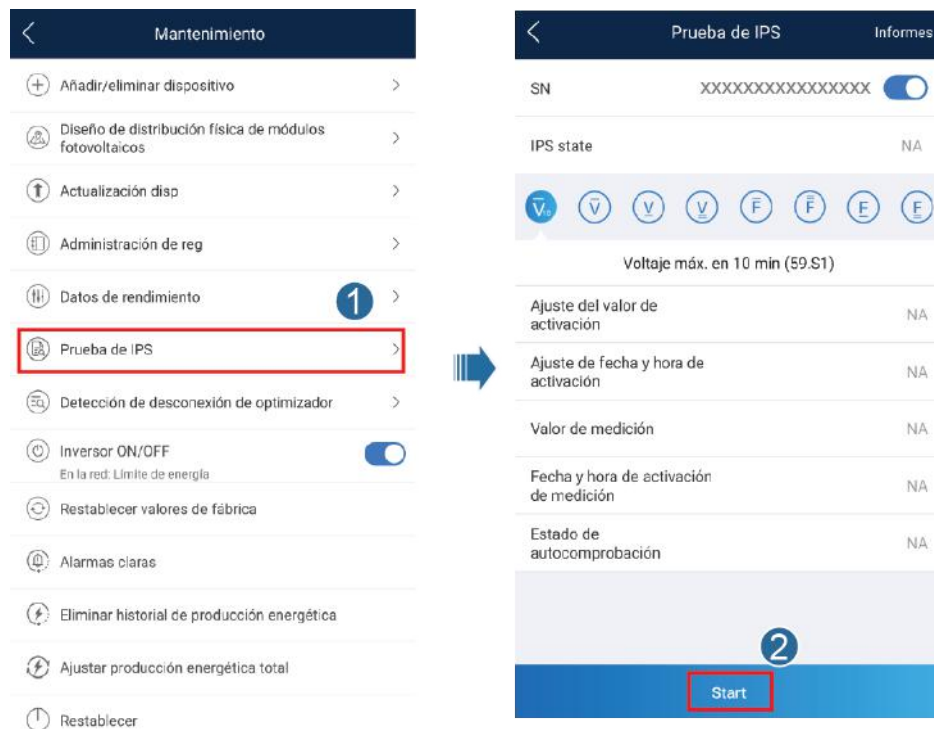 Mantenimiento
Añadir/eliminar dispositivo
Diseño de distribución física de módulos
fotovoltaicos
Actualización disp
Administración de reg
Datos de rendimiento
1
Prueba de IPS
Detección de desconexión de optimizador
Inversor ON/OFF
En la red: Límite de energía
Restablecer valores de fábrica
Alarmas claras
Eliminar historial de producción energética
Ajustar producción energética total
Restablecer
Prueba de IPS Informes
SN XXXXXXXXXXXXXXXX
IPS state NA
V̅₁₀ V̅ V̲ V̳ F̅ F̿ F̲ F̳
Voltaje máx. en 10 min (59.S1)
Ajuste del valor de
activación NA
Ajuste de fecha y hora de
activación NA
Valor de medición NA
Fecha y hora de activación
de medición NA
Estado de
autocomprobación NA
2
Start